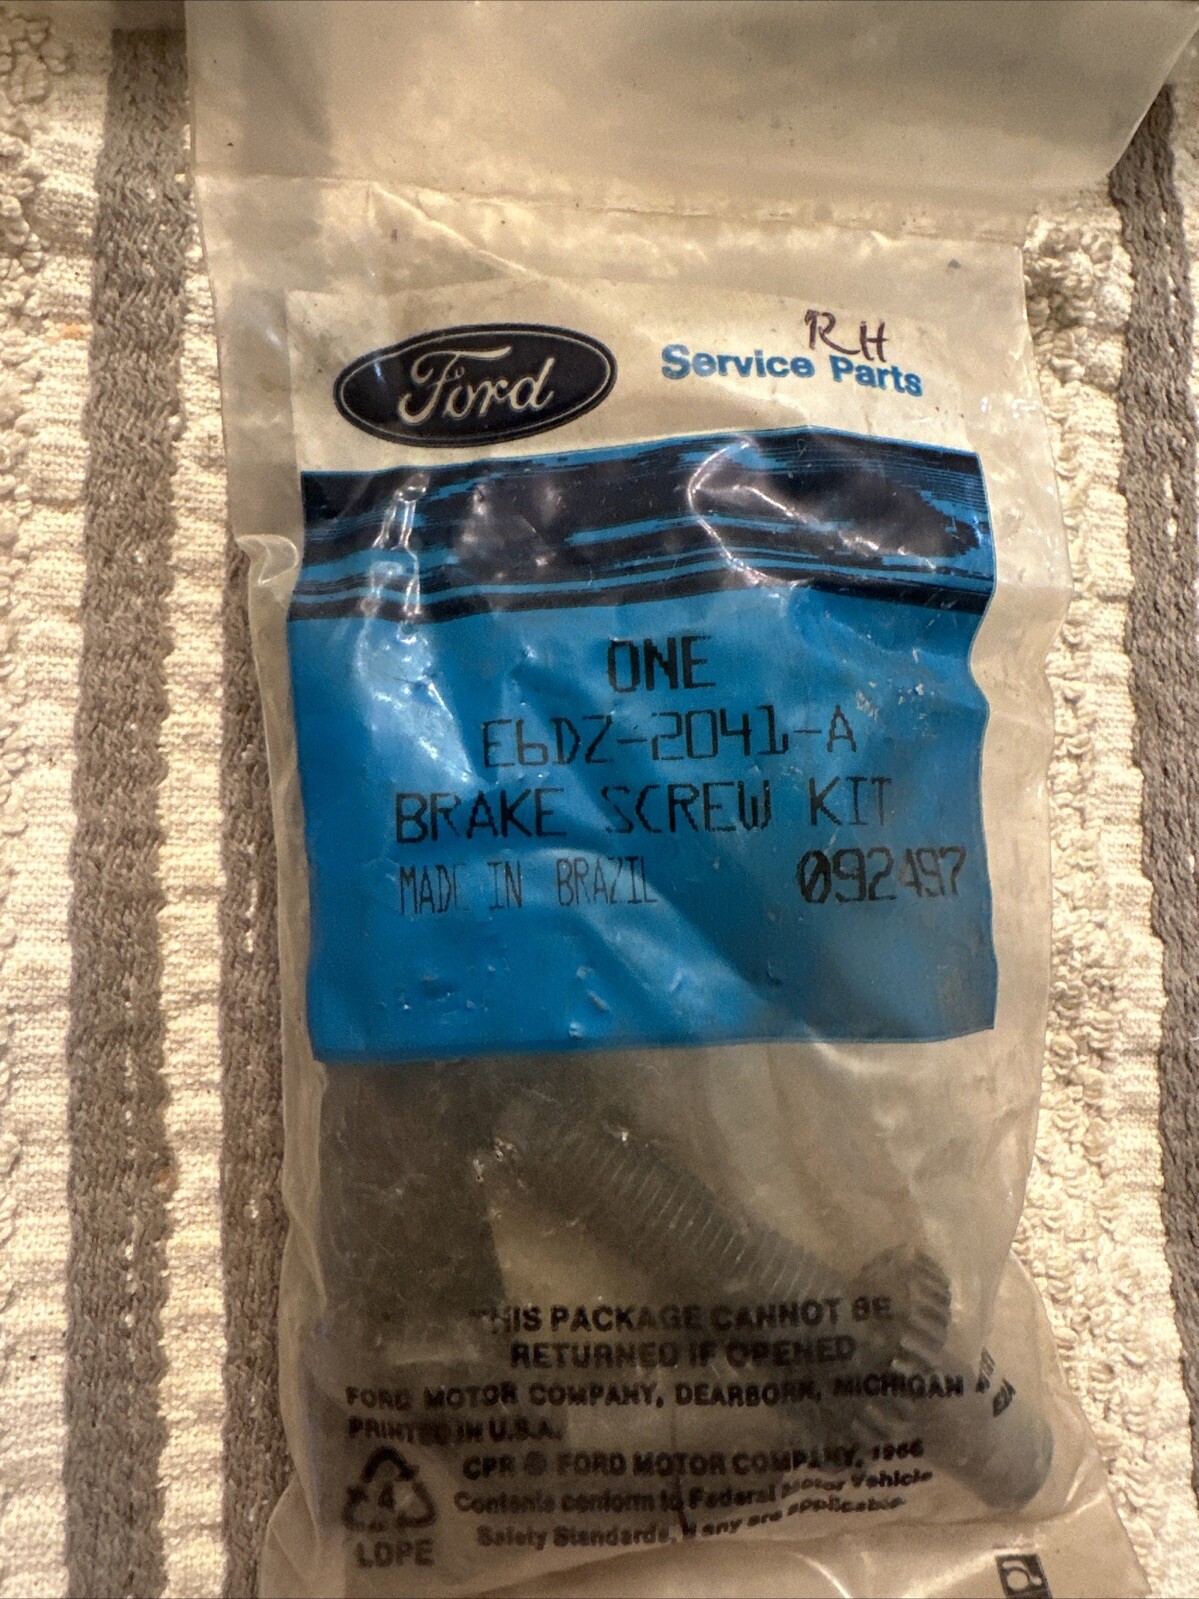 Ford
RH
Service Parts
ONE
E6DZ-2041-A
BRAKE SCREW KIT
MADE IN BRAZIL 092497
THIS PACKAGE CANNOT BE
RETURNED IF OPENED
FORD MOTOR COMPANY, DEARBORN, MICHIGAN
PRINTED IN U.S.A.
CPR © FORD MOTOR COMPANY, 1986
Contents conform to Federal Motor Vehicle
Safety Standards, if any are applicable.
4
LDPE